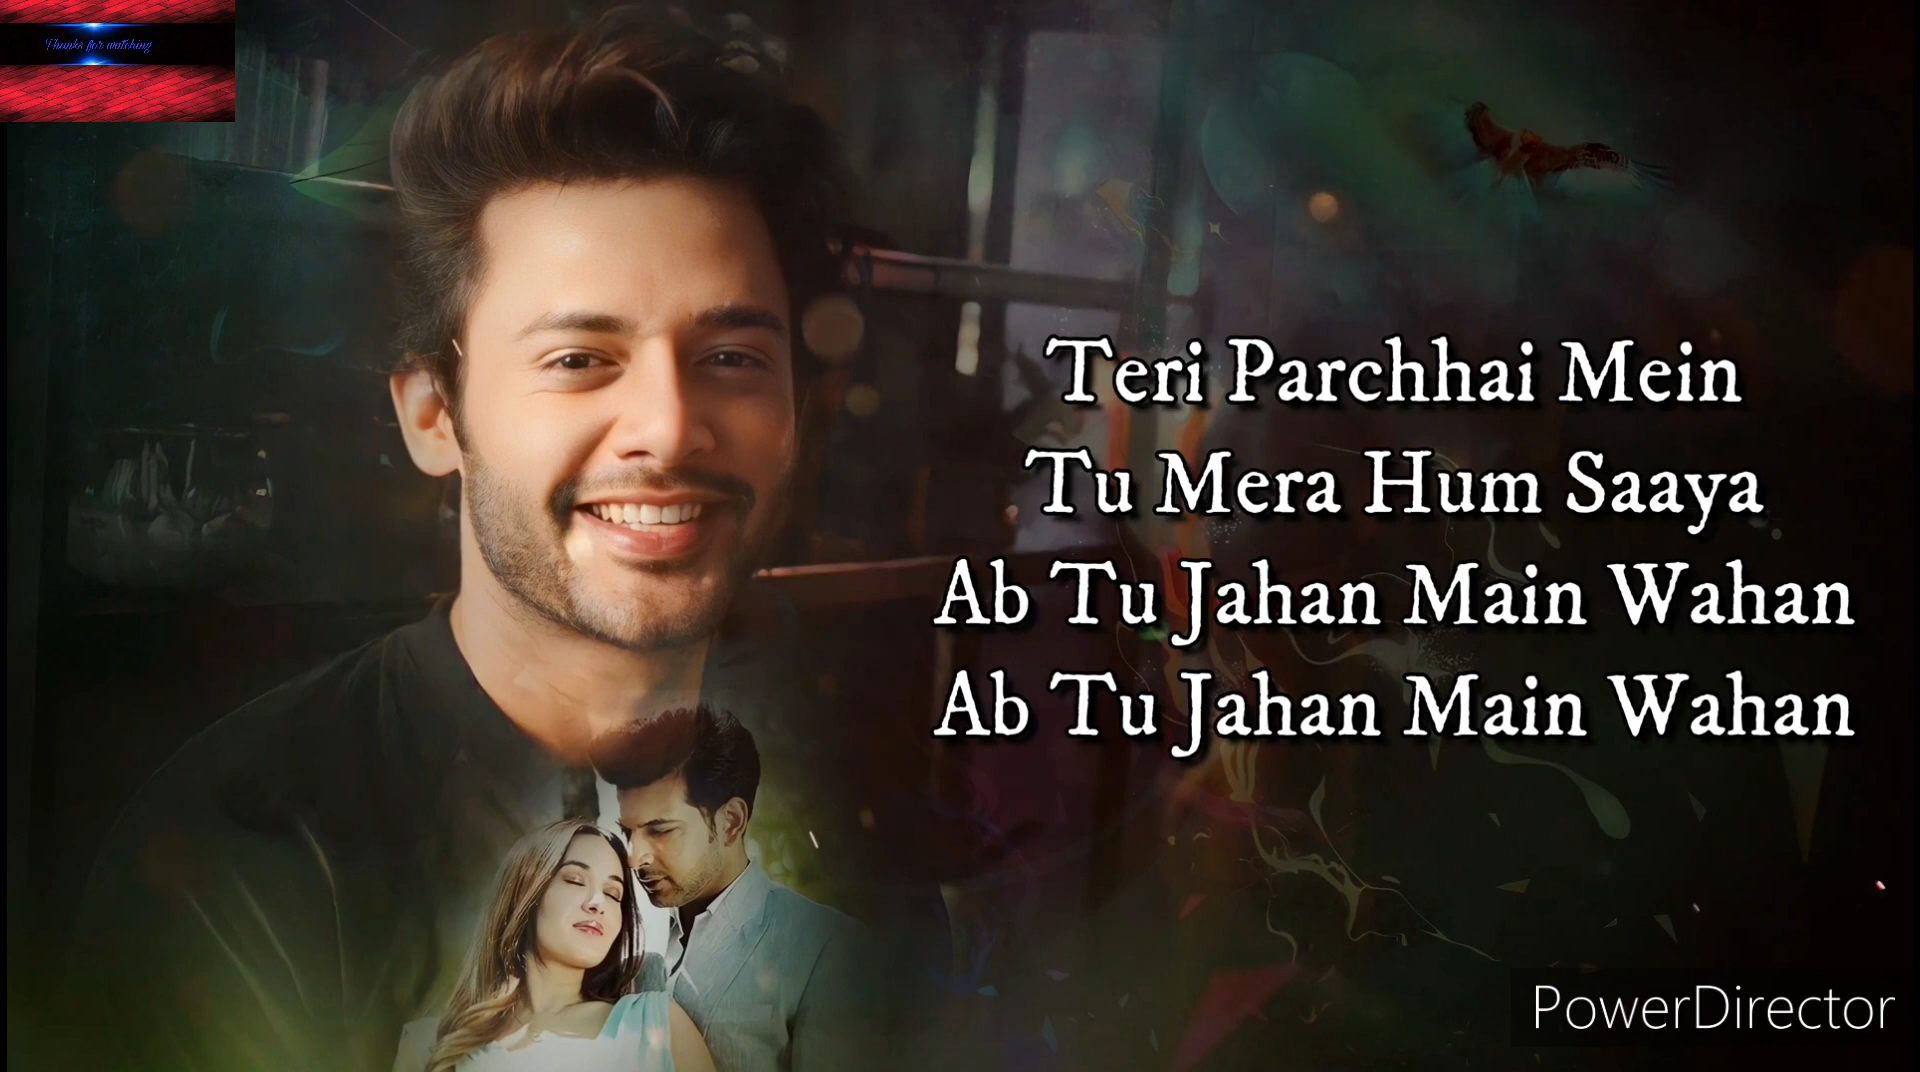 Thanks for watching
Teri Parchhai Mein
Tu Mera Hum Saaya
Ab Tu Jahan Main Wahan
Ab Tu Jahan Main Wahan
PowerDirector